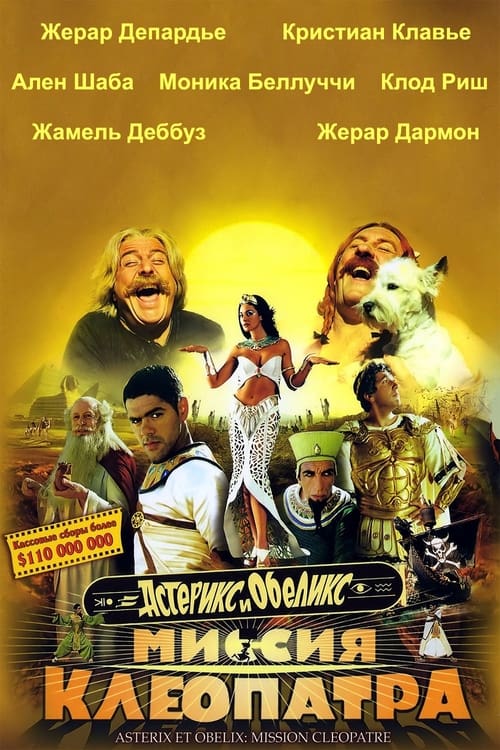 Жерар Депардье Кристиан Клавье
Ален Шаба Моника Беллуччи Клод Риш
Жамель Деббуз Жерар Дармон
Кассовые сборы более
$110 000 000
Астерикс и Обеликс
МИССИЯ
КЛЕОПАТРА
ASTERIX ET OBELIX: MISSION CLEOPATRE